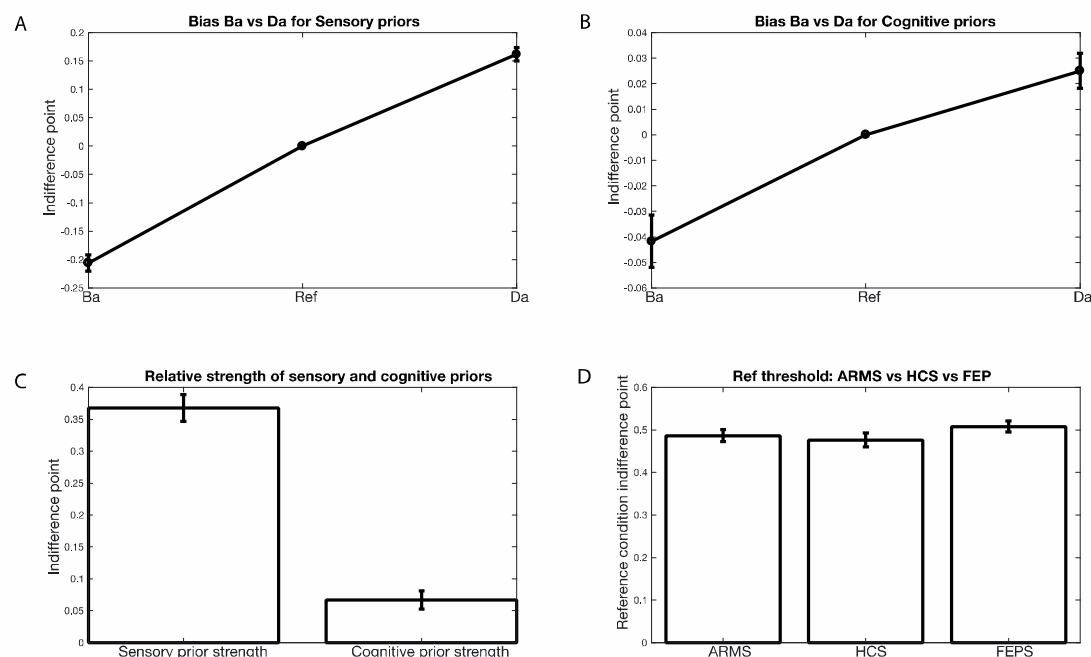 A
Bias Ba vs Da for Sensory priors
Indifference point
0.2
0.15
0.1
0.05
0
-0.05
-0.1
-0.15
-0.2
-0.25
Ba
Ref
Da
B
Bias Ba vs Da for Cognitive priors
Indifference point
0.04
0.03
0.02
0.01
0
-0.01
-0.02
-0.03
-0.04
-0.05
-0.06
Ba
Ref
Da
C
Relative strength of sensory and cognitive priors
Indifference point
0.4
0.35
0.3
0.25
0.2
0.15
0.1
0.05
0
Sensory prior strength
Cognitive prior strength
D
Ref threshold: ARMS vs HCS vs FEP
Reference condition indifference point
0.6
0.5
0.4
0.3
0.2
0.1
0
ARMS
HCS
FEPS